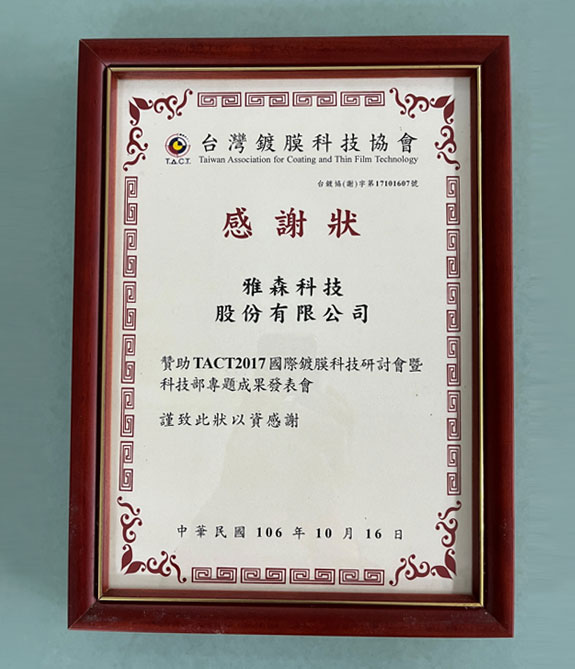 台灣鍍膜科技協會
T.A.C.T.
Taiwan Association for Coating and Thin Film Technology
台鍍協(謝)字第17101607號
感謝狀
雅森科技
股份有限公司
贊助TACT2017國際鍍膜科技研討會暨
科技部專題成果發表會
謹致此狀以資感謝
中華民國 106 年 10 月 16 日